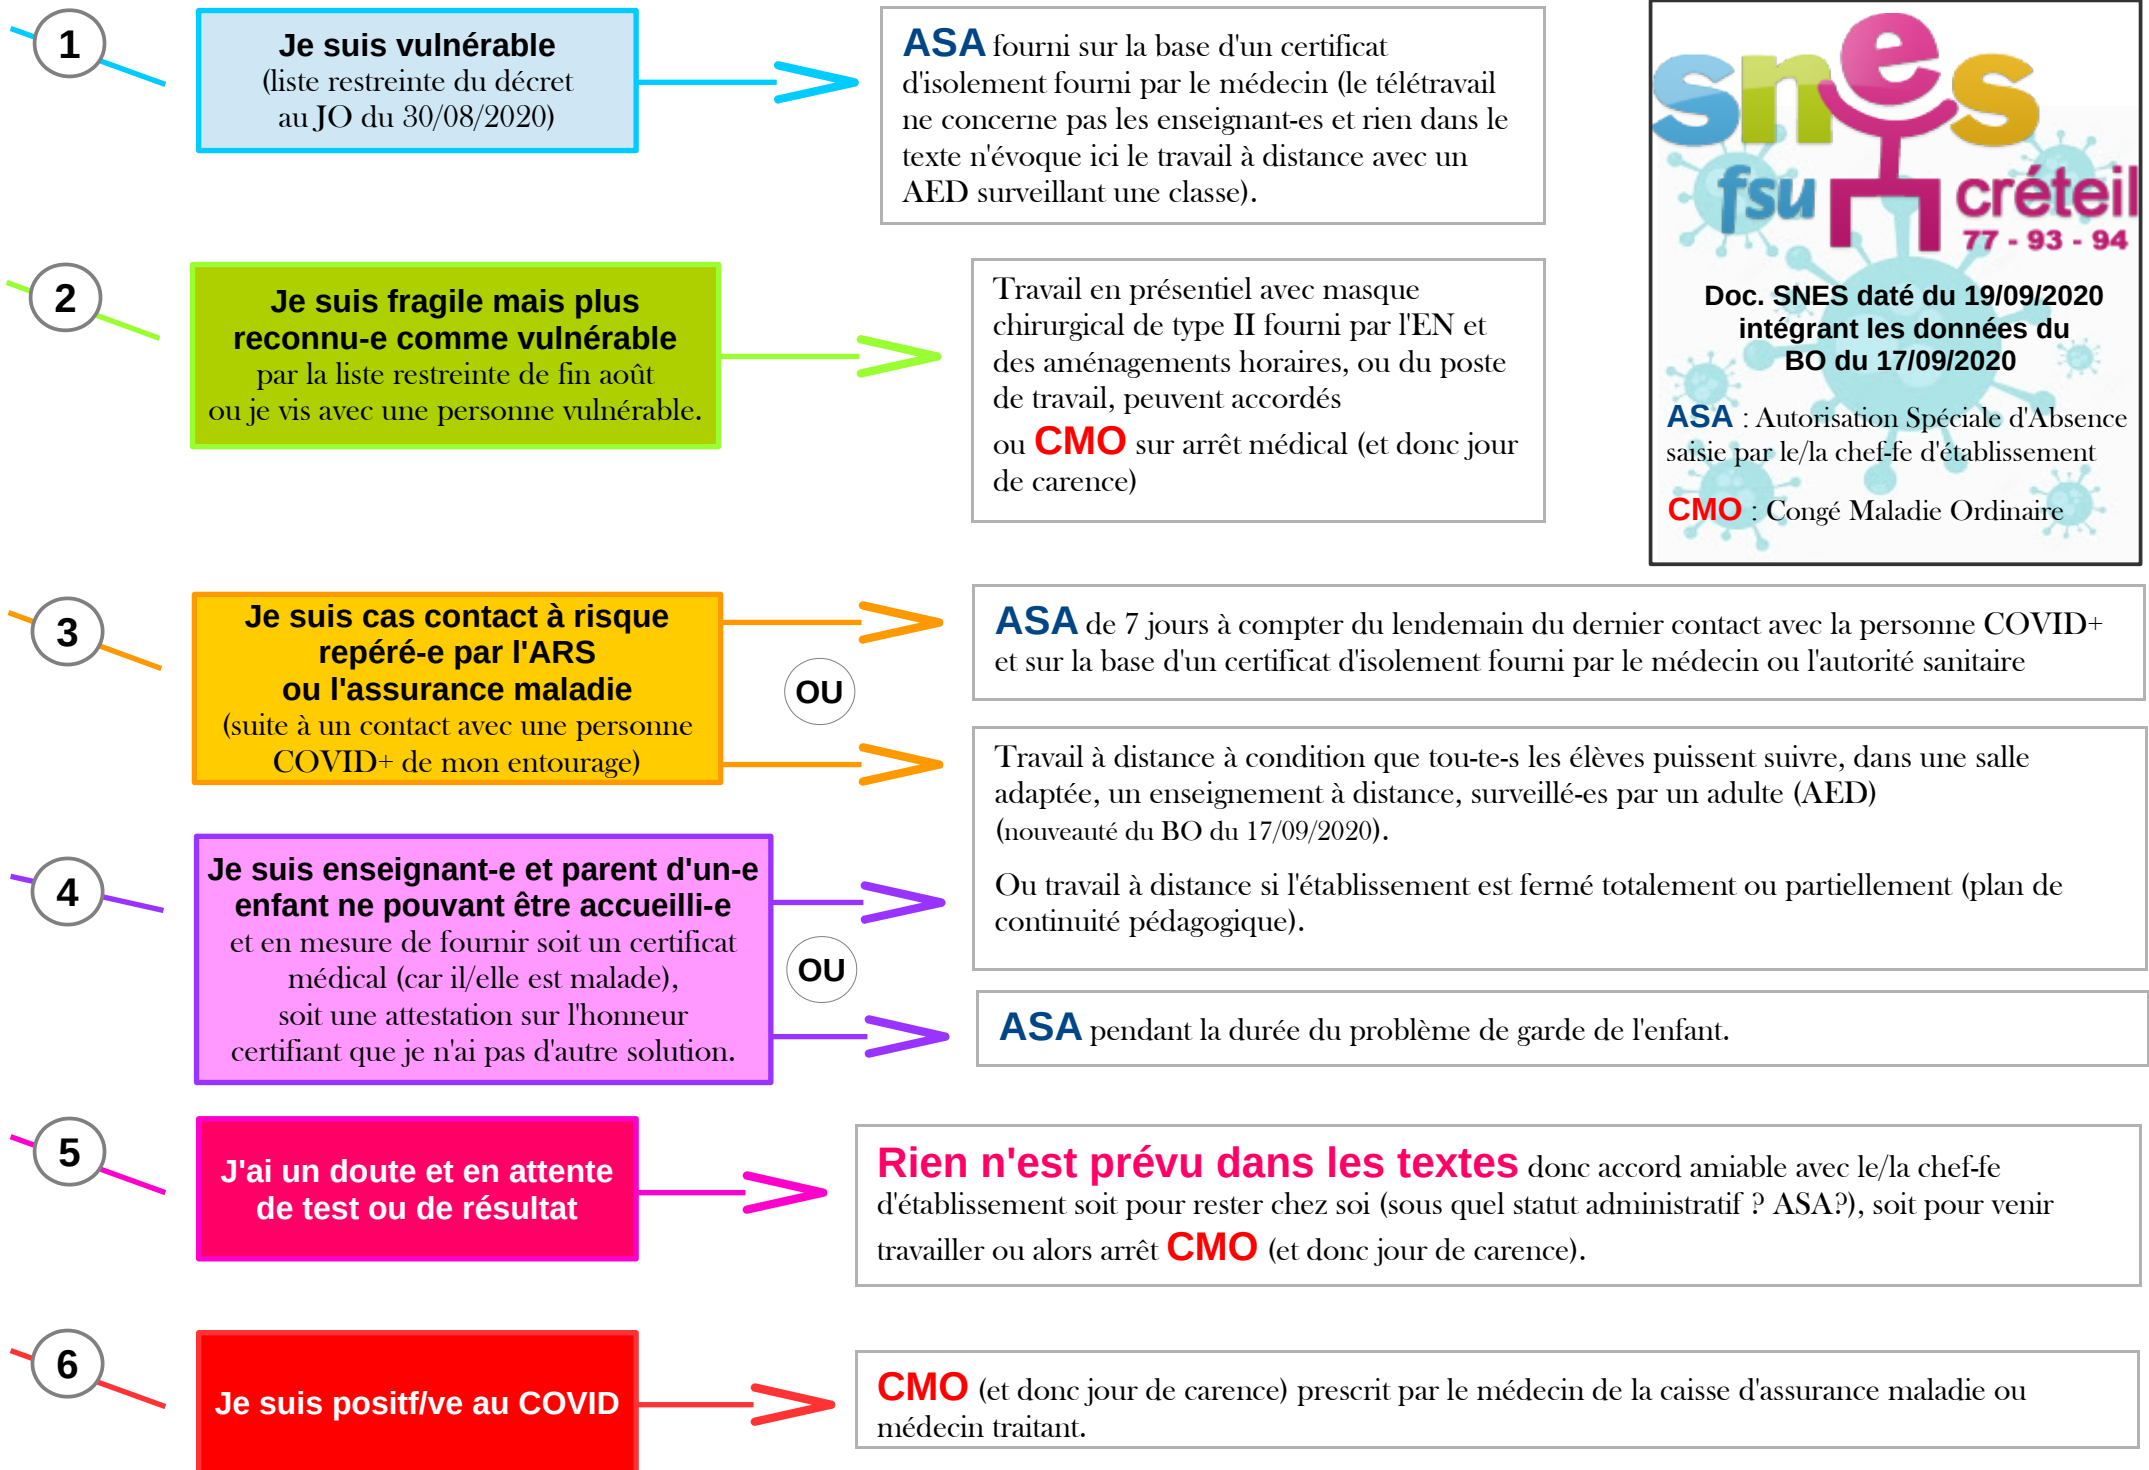 1
Je suis vulnérable
(liste restreinte du décret
au JO du 30/08/2020)
ASA fourni sur la base d'un certificat
d'isolement fourni par le médecin (le télétravail
ne concerne pas les enseignant-es et rien dans le
texte n'évoque ici le travail à distance avec un
AED surveillant une classe).
snes
fsu
créteil
77 - 93 - 94
Doc. SNES daté du 19/09/2020
intégrant les données du
BO du 17/09/2020
ASA : Autorisation Spéciale d'Absence
saisie par le/la chef-fe d'établissement
CMO : Congé Maladie Ordinaire
2
Je suis fragile mais plus
reconnu-e comme vulnérable
par la liste restreinte de fin août
ou je vis avec une personne vulnérable.
Travail en présentiel avec masque
chirurgical de type II fourni par l'EN et
des aménagements horaires, ou du poste
de travail, peuvent accordés
ou CMO sur arrêt médical (et donc jour
de carence)
3
Je suis cas contact à risque
repéré-e par l'ARS
ou l'assurance maladie
(suite à un contact avec une personne
COVID+ de mon entourage)
OU
ASA de 7 jours à compter du lendemain du dernier contact avec la personne COVID+
et sur la base d'un certificat d'isolement fourni par le médecin ou l'autorité sanitaire
Travail à distance à condition que tou-te-s les élèves puissent suivre, dans une salle
adaptée, un enseignement à distance, surveillé-es par un adulte (AED)
(nouveauté du BO du 17/09/2020).
Ou travail à distance si l'établissement est fermé totalement ou partiellement (plan de
continuité pédagogique).
4
Je suis enseignant-e et parent d'un-e
enfant ne pouvant être accueilli-e
et en mesure de fournir soit un certificat
médical (car il/elle est malade),
soit une attestation sur l'honneur
certifiant que je n'ai pas d'autre solution.
OU
ASA pendant la durée du problème de garde de l'enfant.
5
J'ai un doute et en attente
de test ou de résultat
Rien n'est prévu dans les textes donc accord amiable avec le/la chef-fe
d'établissement soit pour rester chez soi (sous quel statut administratif ? ASA?), soit pour venir
travailler ou alors arrêt CMO (et donc jour de carence).
6
Je suis positf/ve au COVID
CMO (et donc jour de carence) prescrit par le médecin de la caisse d'assurance maladie ou
médecin traitant.